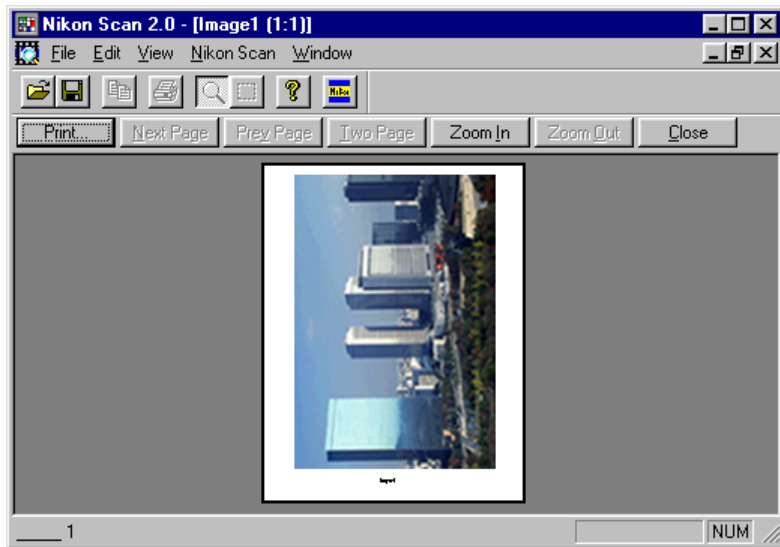 Nikon Scan 2.0 - [Image1 (1:1)]
File Edit View Nikon Scan Window
Print... Next Page Prev Page Two Page Zoom In Zoom Out Close
1
NUM